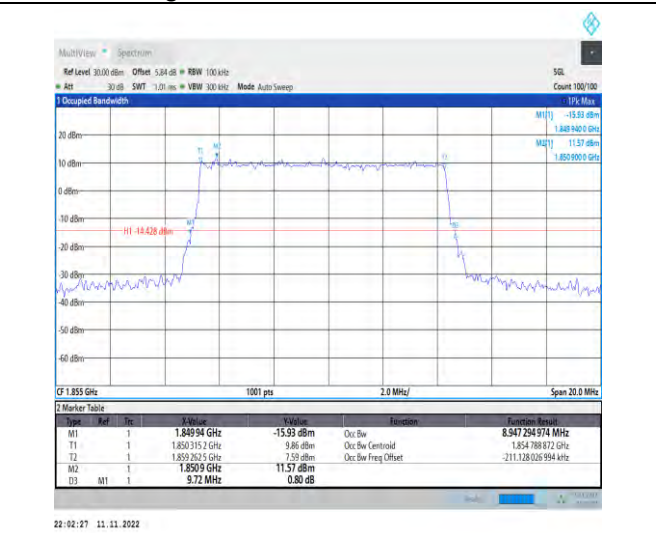 MultiView Spectrum
Ref Level 30.00 dBm Offset 5.84 dB RBW 100 kHz SGL
Att 30 dB SWT 1.01 ms VBW 300 kHz Mode Auto Sweep Count 100/100
1 Occupied Bandwidth 1Pk Max
M1[1] -15.93 dBm
1.849 940 0 GHz
20 dBm
M2[1] 11.57 dBm
1.850 900 0 GHz
T1 M2 T2
10 dBm
0 dBm
-10 dBm
M1
H1 -14.428 dBm
-20 dBm
-30 dBm
-40 dBm
-50 dBm
-60 dBm
CF 1.855 GHz 1001 pts 2.0 MHz/ Span 20.0 MHz
2 Marker Table
Type Ref Trc X-Value Y-Value Function Function Result
M1 1 1.84994 GHz -15.93 dBm Occ Bw 8.947 294 974 MHz
T1 1 1.850 315 2 GHz 9.86 dBm Occ Bw Centroid 1.854 788 872 GHz
T2 1 1.859 262 5 GHz 7.59 dBm Occ Bw Freq Offset -211.128 026 994 kHz
M2 1 1.8509 GHz 11.57 dBm
D3 M1 1 9.72 MHz 0.80 dB
22:02:27 11.11.2022